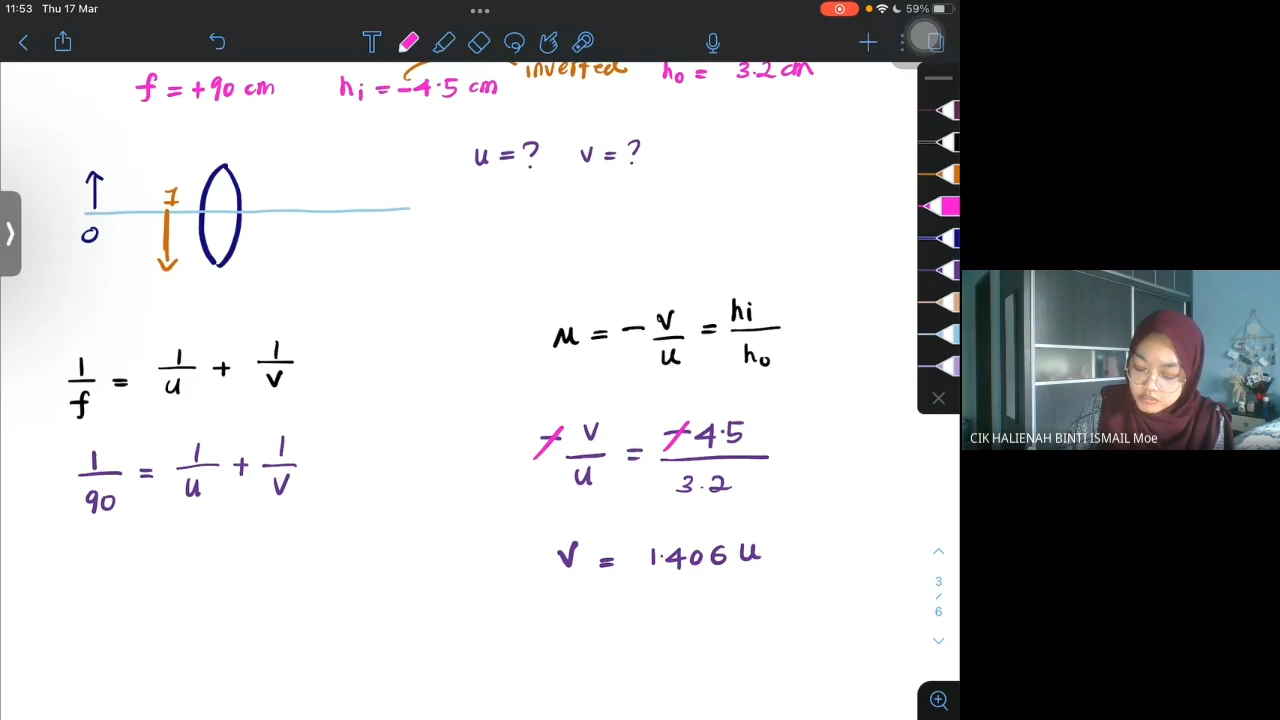 11:53 Thu 17 Mar
59%
inverted
f = +90 cm hi = -4.5 cm ho = 3.2 cm
u = ? v = ?
I
O
M = - v/u = hi/ho
1/f = 1/u + 1/v
- v/u = -4.5/3.2
1/90 = 1/u + 1/v
v = 1.406 u
3
/
6
CIK HALIENAH BINTI ISMAIL Moe